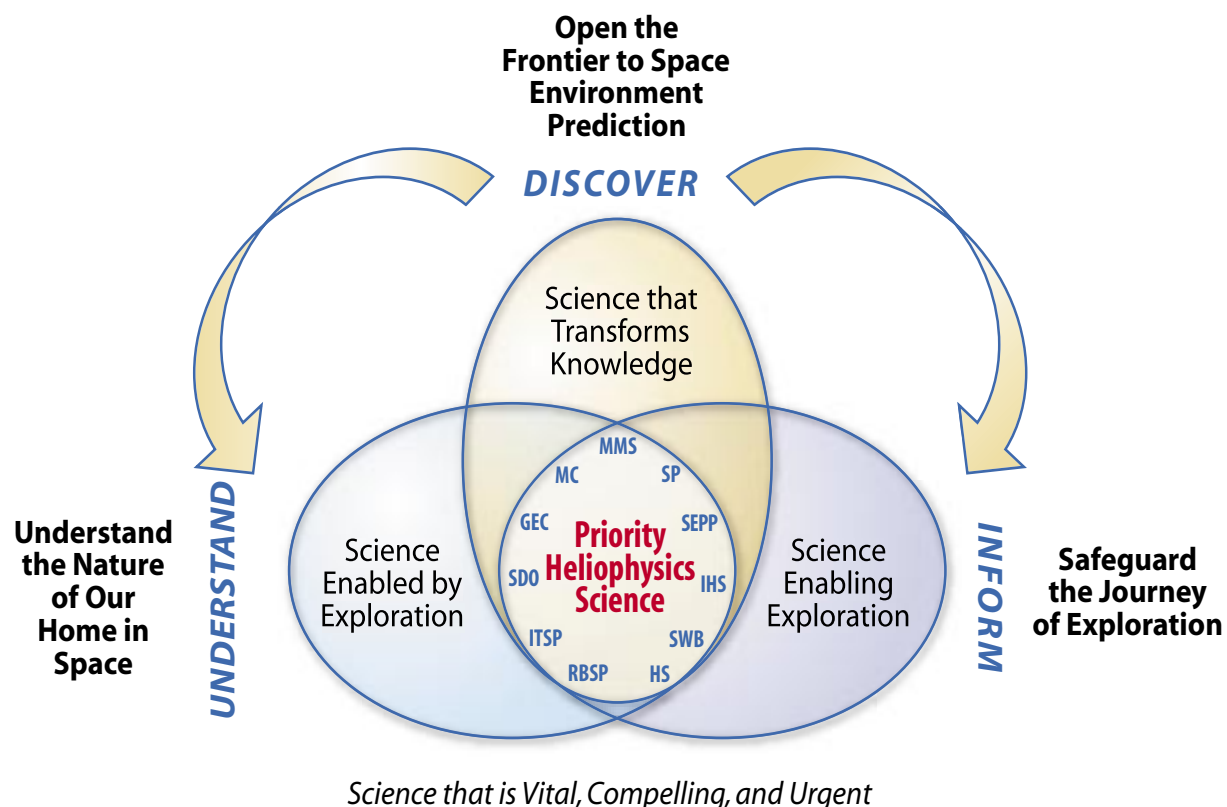 Open the
Frontier to Space
Environment
Prediction
DISCOVER
Science that
Transforms
Knowledge
MMS
MC
SP
GEC
SEPP
Priority
Heliophysics
Science
SDO
IHS
ITSP
SWB
RBSP
HS
Science
Enabled by
Exploration
Science
Enabling
Exploration
Understand
the Nature
of Our
Home in
Space
UNDERSTAND
INFORM
Safeguard
the Journey
of Exploration
Science that is Vital, Compelling, and Urgent